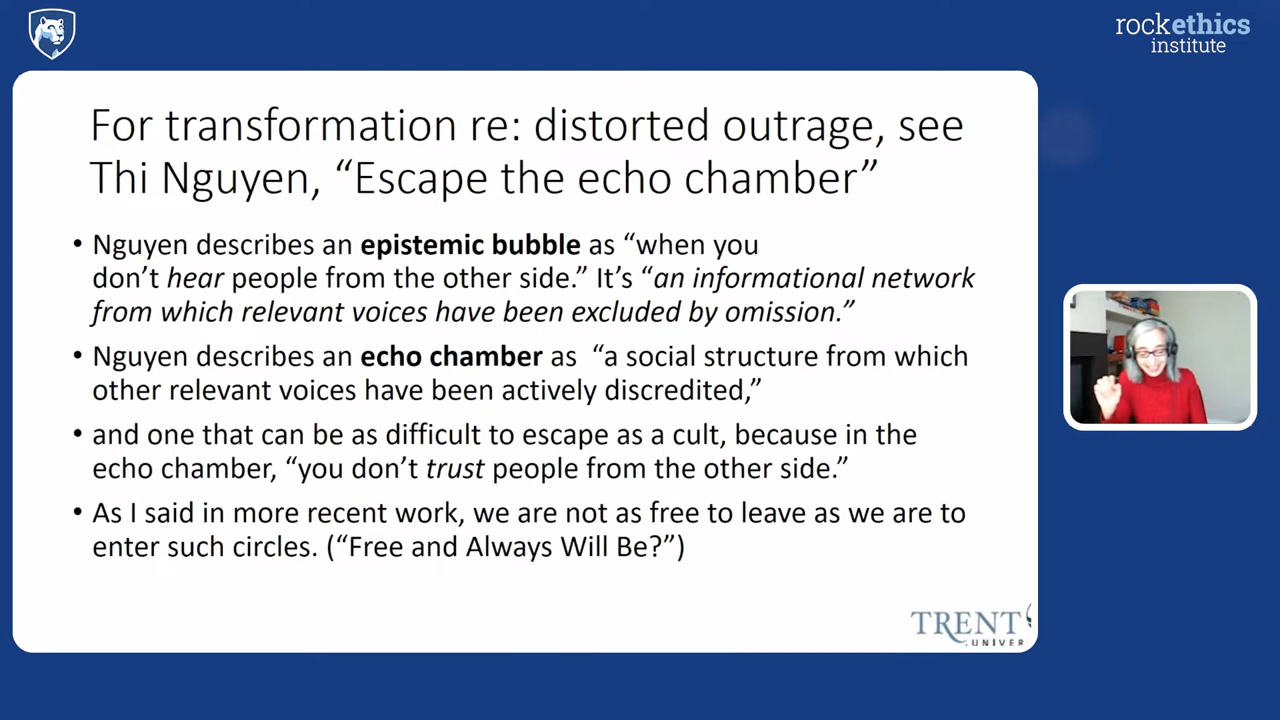 rockethics
institute
For transformation re: distorted outrage, see
Thi Nguyen, “Escape the echo chamber”
• Nguyen describes an epistemic bubble as “when you
don’t hear people from the other side.” It’s “an informational network
from which relevant voices have been excluded by omission.”
• Nguyen describes an echo chamber as “a social structure from which
other relevant voices have been actively discredited,”
• and one that can be as difficult to escape as a cult, because in the
echo chamber, “you don’t trust people from the other side.”
• As I said in more recent work, we are not as free to leave as we are to
enter such circles. (“Free and Always Will Be?”)
TRENT
UNIVER